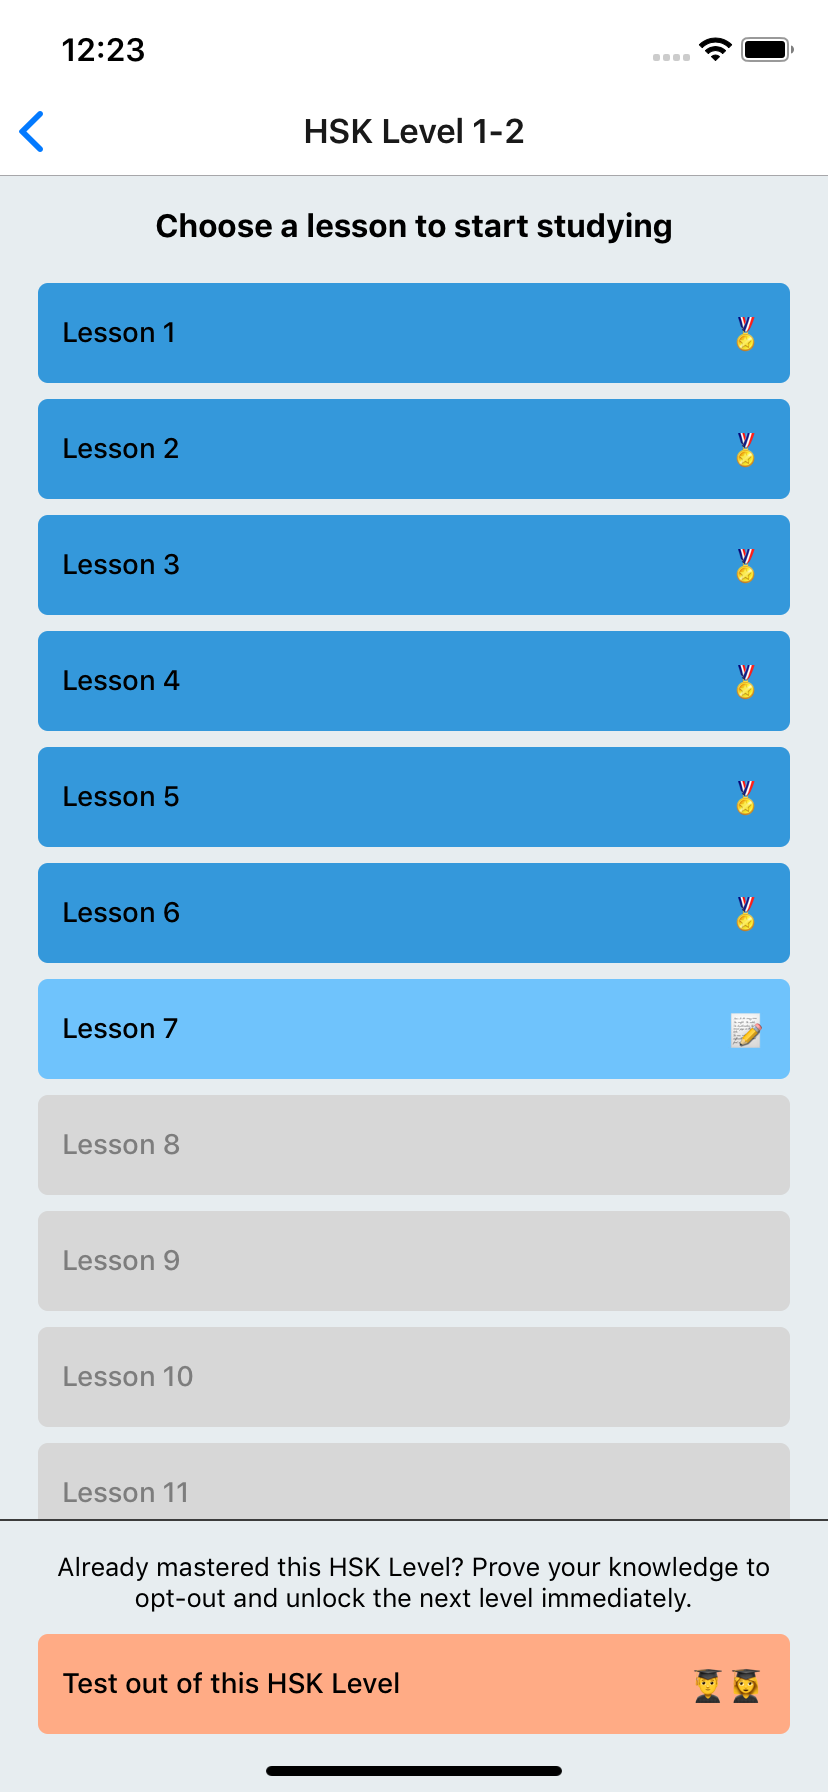 12:23
HSK Level 1-2
Choose a lesson to start studying
Lesson 1
Lesson 2
Lesson 3
Lesson 4
Lesson 5
Lesson 6
Lesson 7
Lesson 8
Lesson 9
Lesson 10
Lesson 11
Already mastered this HSK Level? Prove your knowledge to
opt-out and unlock the next level immediately.
Test out of this HSK Level